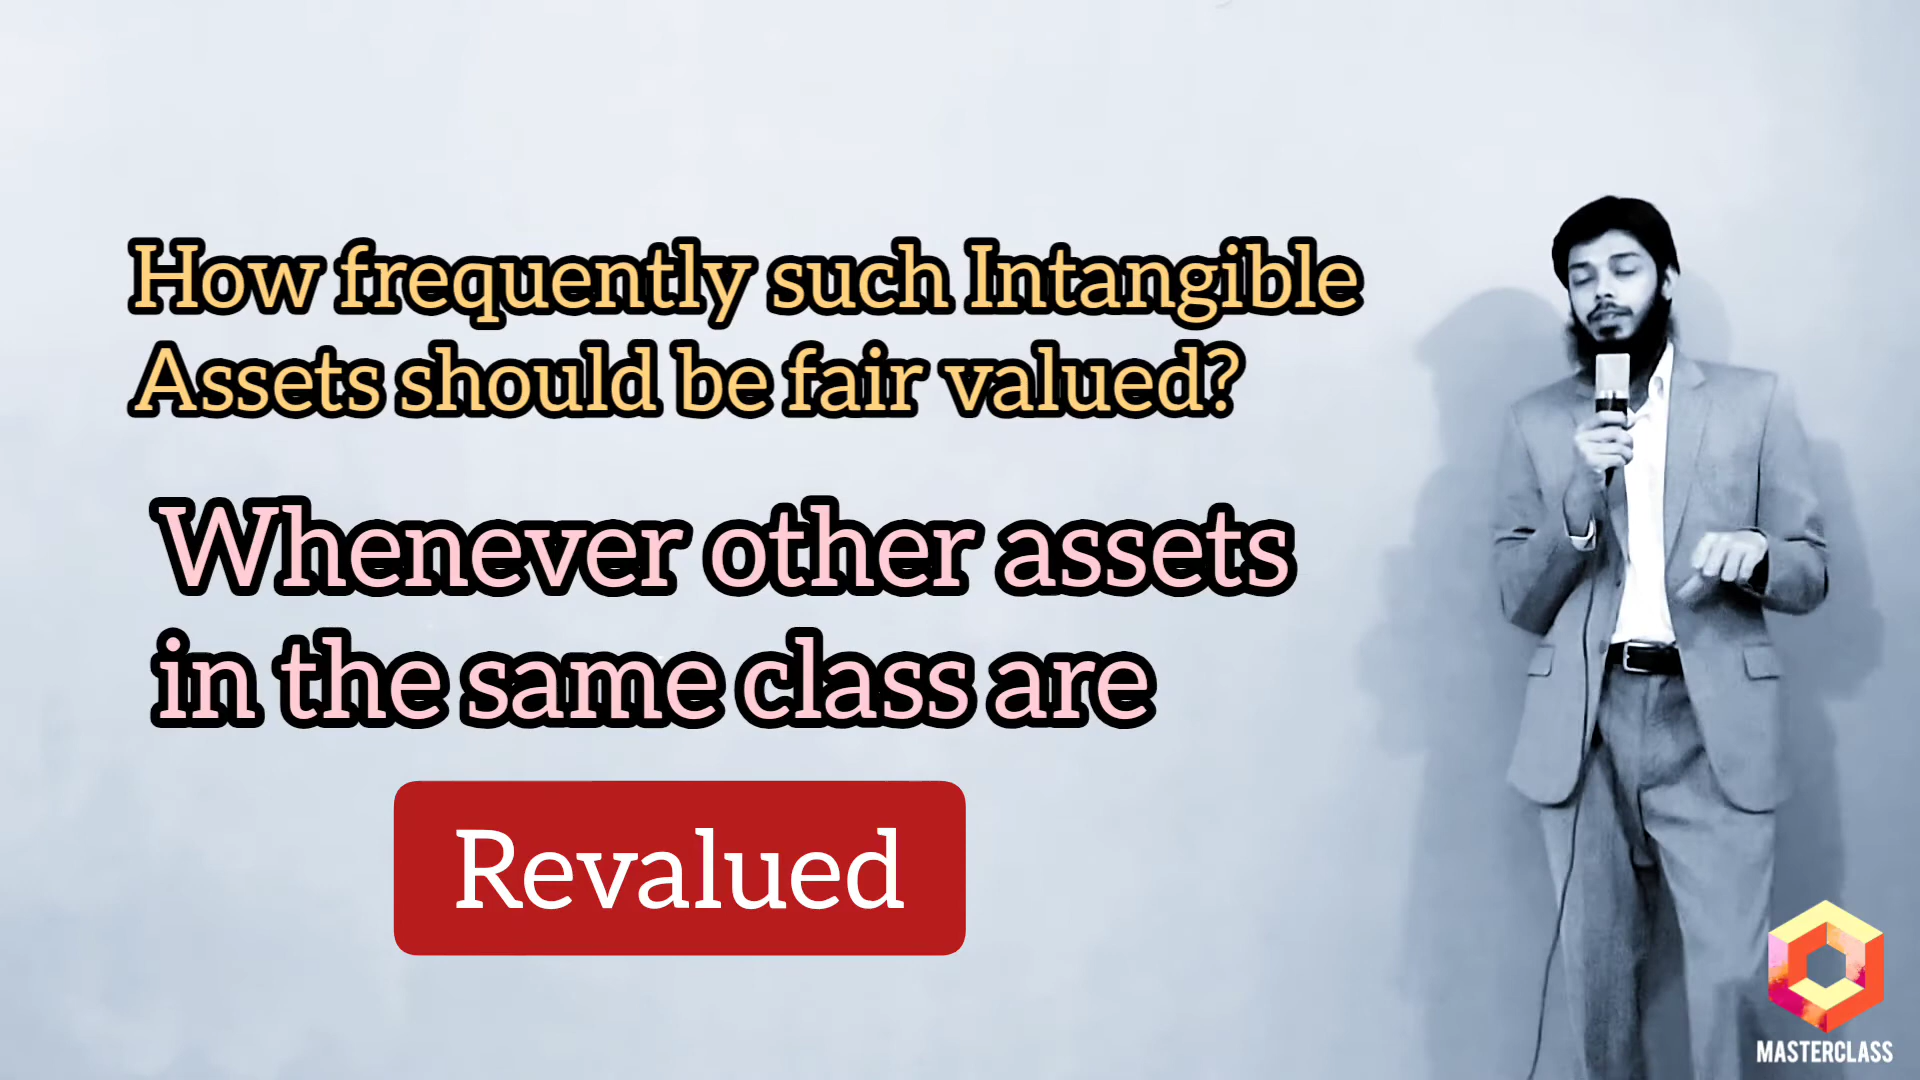 How frequently such Intangible
Assets should be fair valued?
Whenever other assets
in the same class are
Revalued
MASTERCLASS